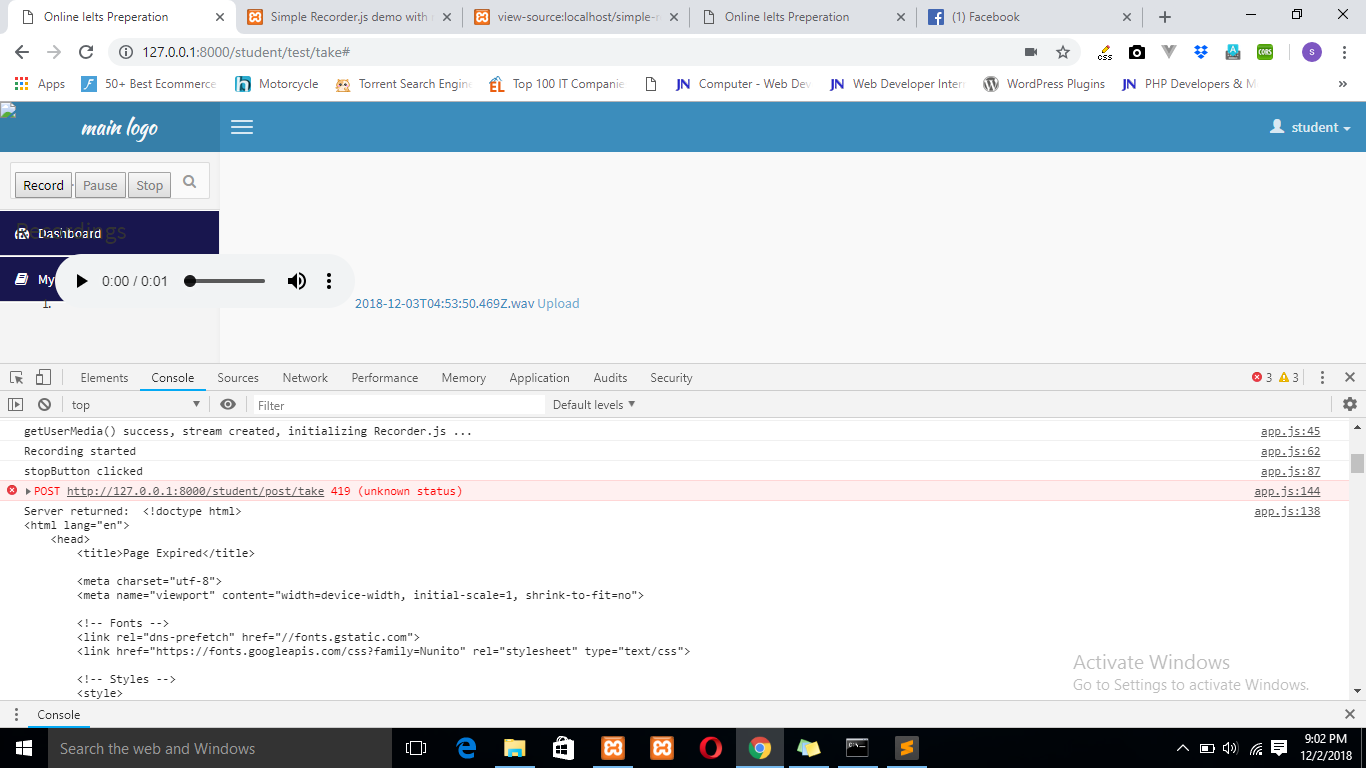 Online Ielts Preperation
Simple Recorder.js demo with
view-source:localhost/simple-
Online Ielts Preperation
(1) Facebook
127.0.0.1:8000/student/test/take#
css
CORS
S
Apps
50+ Best Ecommerce
Motorcycle
Torrent Search Engin
EL
Top 100 IT Companie
JN Computer - Web Dev
JN Web Developer Inter
WordPress Plugins
JN PHP Developers & M
»
main logo
student
Record
Pause
Stop
Recordings
Dashboard
My
0:00 / 0:01
1.
2018-12-03T04:53:50.469Z.wav Upload
Elements
Console
Sources
Network
Performance
Memory
Application
Audits
Security
3
3
top
Filter
Default levels
getUserMedia() success, stream created, initializing Recorder.js ...
app.js:45
Recording started
app.js:62
stopButton clicked
app.js:87
POST http://127.0.0.1:8000/student/post/take 419 (unknown status)
app.js:144
Server returned:  <!doctype html>
app.js:138
<html lang="en">
<head>
<title>Page Expired</title>
<meta charset="utf-8">
<meta name="viewport" content="width=device-width, initial-scale=1, shrink-to-fit=no">
<!-- Fonts -->
<link rel="dns-prefetch" href="//fonts.gstatic.com">
<link href="https://fonts.googleapis.com/css?family=Nunito" rel="stylesheet" type="text/css">
<!-- Styles -->
<style>
Activate Windows
Go to Settings to activate Windows.
Console
Search the web and Windows
9:02 PM
12/2/2018